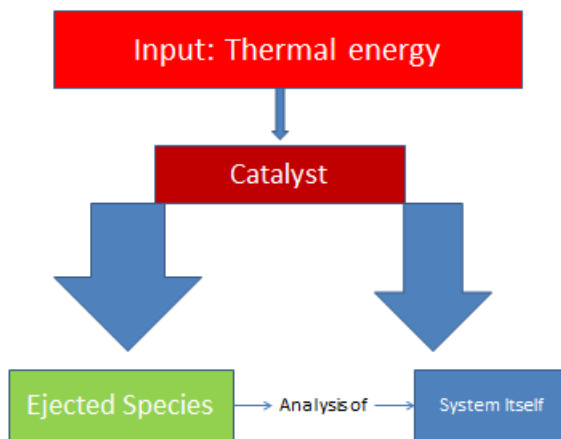 Input: Thermal energy
Catalyst
Ejected Species
Analysis of
System Itself